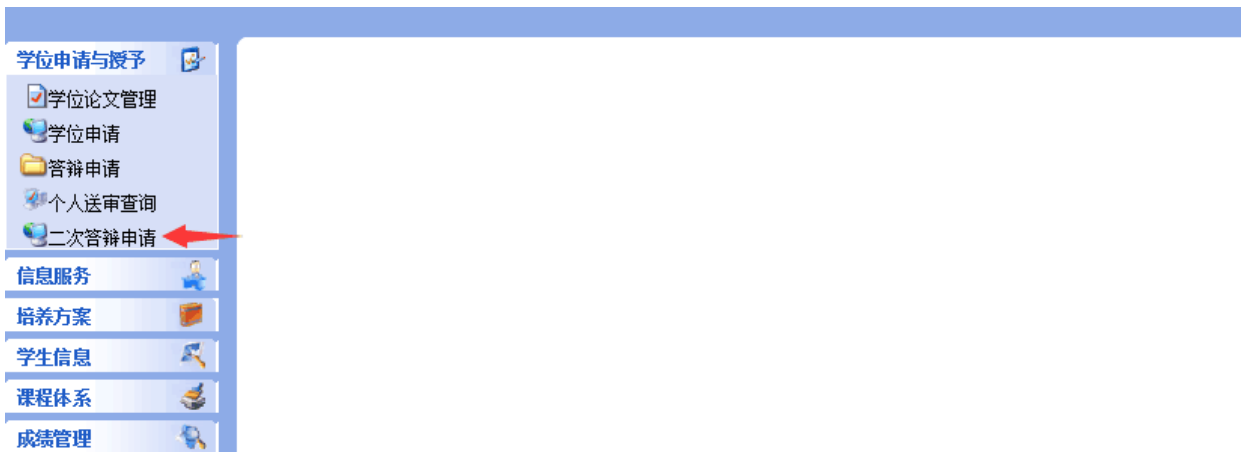 学位申请与授予
学位论文管理
学位申请
答辩申请
个人送审查询
二次答辩申请
信息服务
培养方案
学生信息
课程体系
成绩管理